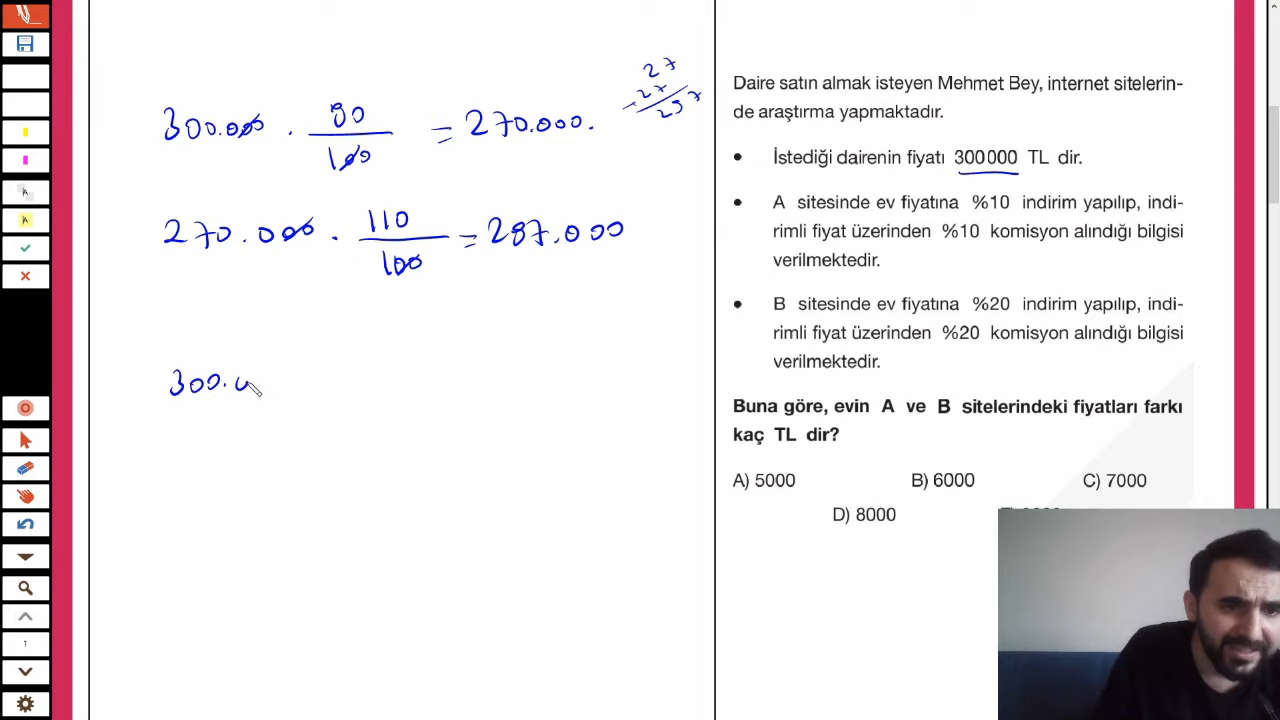 300.000 . 90/100 = 270.000.
27
27
297
270.000 . 110/100 = 297.000
300.0
Daire satın almak isteyen Mehmet Bey, internet sitelerin-
de araştırma yapmaktadır.
• İstediği dairenin fiyatı 300000 TL dir.
• A sitesinde ev fiyatına %10 indirim yapılıp, indi-
rimli fiyat üzerinden %10 komisyon alındığı bilgisi
verilmektedir.
• B sitesinde ev fiyatına %20 indirim yapılıp, indi-
rimli fiyat üzerinden %20 komisyon alındığı bilgisi
verilmektedir.
Buna göre, evin A ve B sitelerindeki fiyatları farkı
kaç TL dir?
A) 5000 B) 6000 C) 7000
D) 8000